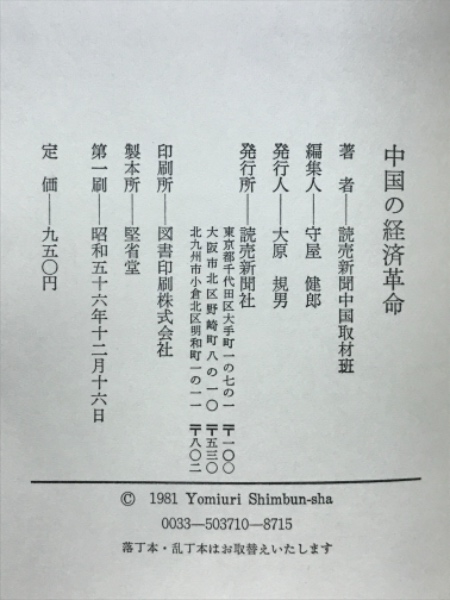 中国の経済革命
著　者――読売新聞中国取材班
編集人――守屋　健郎
発行人――大原　規男
発行所――読売新聞社
東京都千代田区大手町一の七の一　〒一〇〇
大阪市北区野崎町八の一〇　〒五三〇
北九州市小倉北区明和町一の一一　〒八〇二
印刷所――図書印刷株式会社
製本所――堅省堂
第一刷――昭和五十六年十二月十六日
定　価――九五〇円
© 1981 Yomiuri Shimbun-sha
0033―503710―8715
落丁本・乱丁本はお取替えいたします